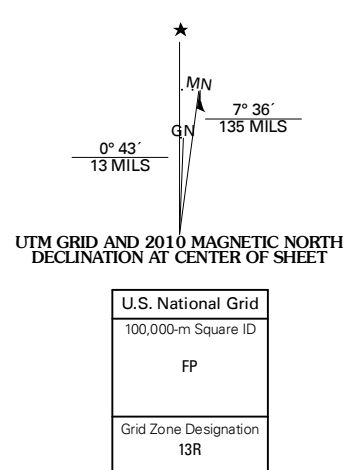 ★
MN
7° 36´
135 MILS
GN
0° 43´
13 MILS
UTM GRID AND 2010 MAGNETIC NORTH
DECLINATION AT CENTER OF SHEET
U.S. National Grid
100,000-m Square ID
FP
Grid Zone Designation
13R